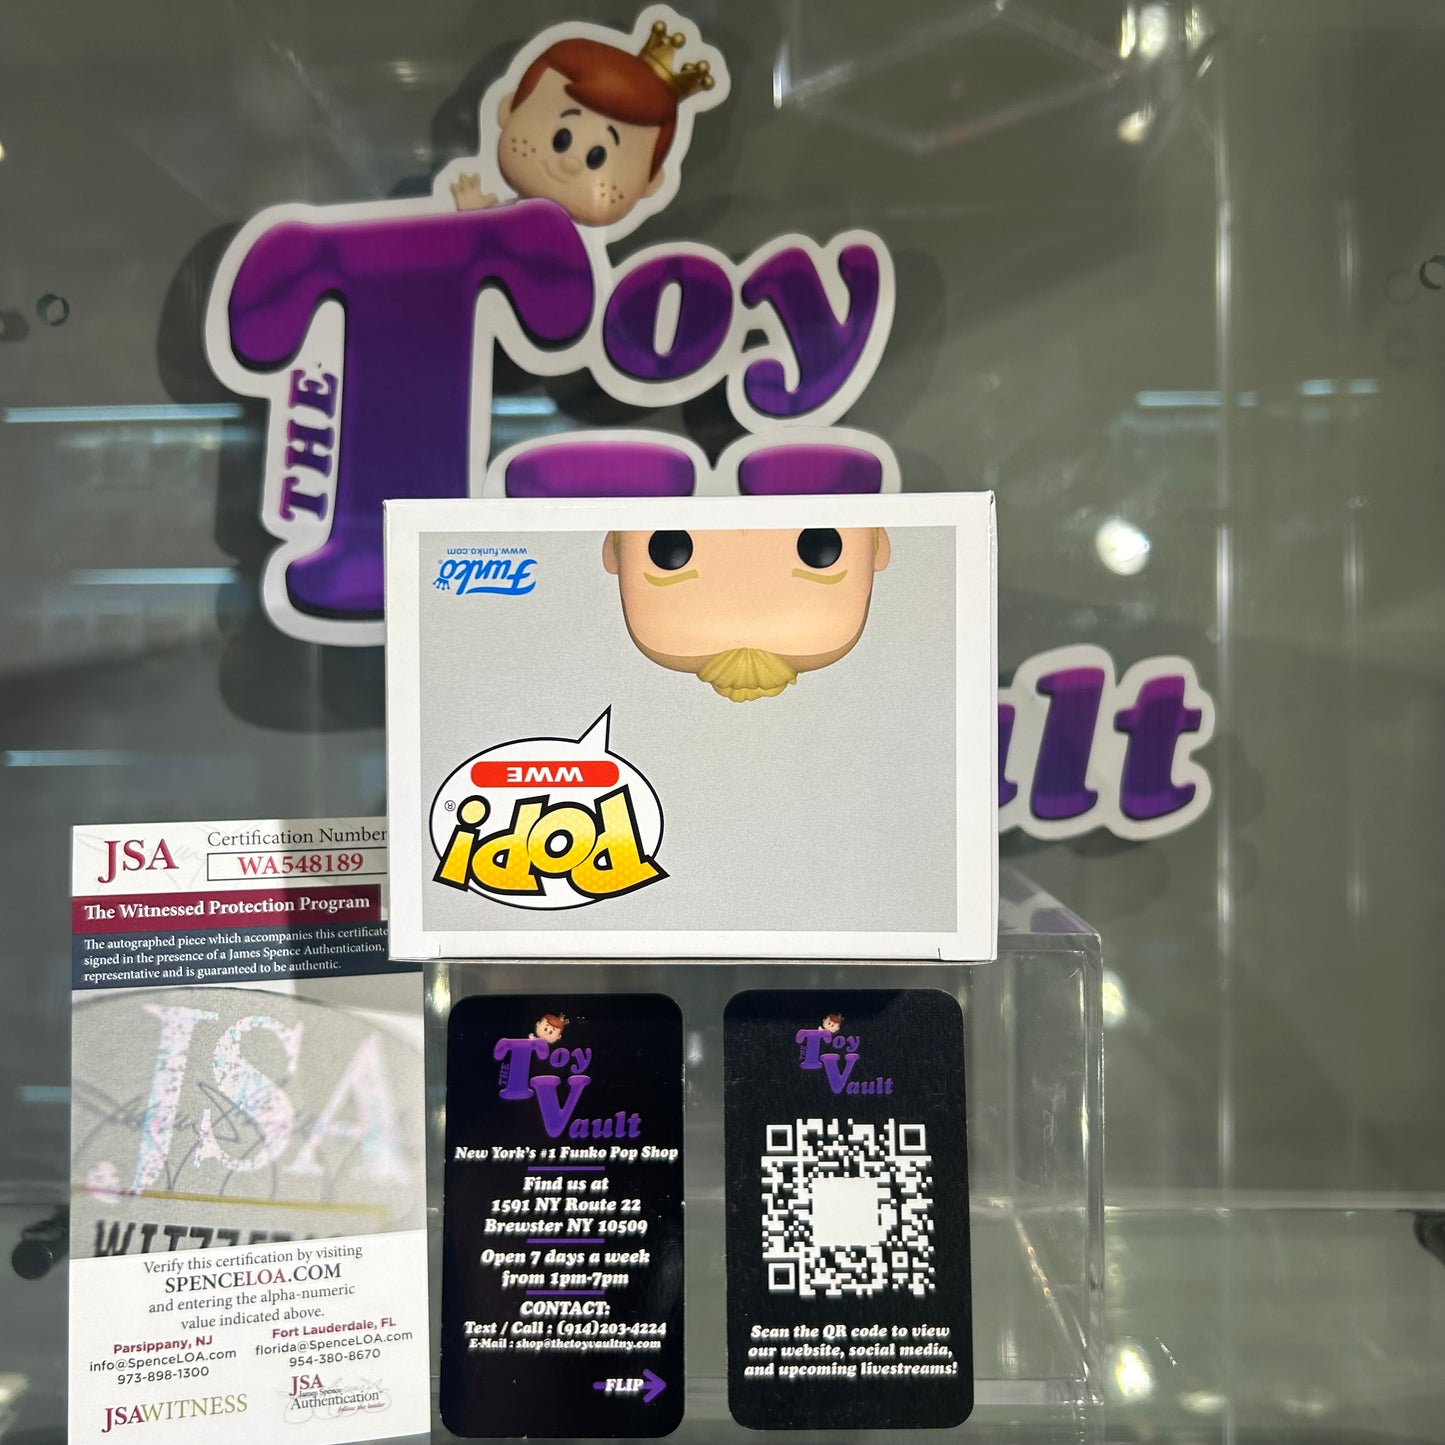 THE Toy
ult
www.funko.com
Funko
WWE
POP!
®
JSA
Certification Number
WA548189
The Witnessed Protection Program
The autographed piece which accompanies this certificate
signed in the presence of a James Spence Authentication,
representative and is guaranteed to be authentic.
JSA
Verify this certification by visiting
SPENCELOA.COM
and entering the alpha-numeric
value indicated above.
Parsippany, NJ
info@SpenceLOA.com
973-898-1300
Fort Lauderdale, FL
florida@SpenceLOA.com
954-380-8670
JSAWITNESS
JSA
James Spence
Authentication
follow the leader
THE Toy
Vault
New York's #1 Funko Pop Shop
Find us at
1591 NY Route 22
Brewster NY 10509
Open 7 days a week
from 1pm-7pm
CONTACT:
Text / Call : (914)203-4224
E-Mail : shop@thetoyvaultny.com
FLIP
THE Toy
Vault
Scan the QR code to view
our website, social media,
and upcoming livestreams!